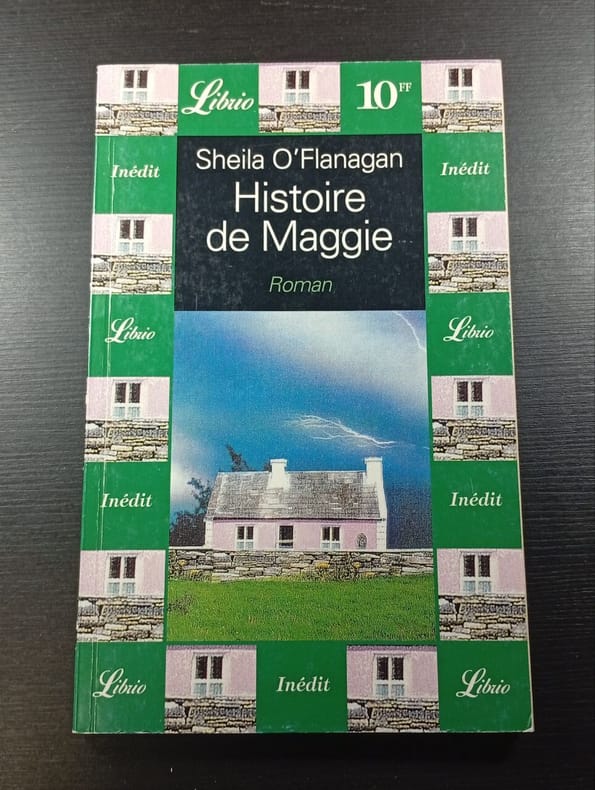 Librio
10FF
Inédit
Sheila O'Flanagan
Inédit
Histoire
de Maggie
Roman
Librio
Librio
Inédit
Inédit
Librio
Inédit
Librio